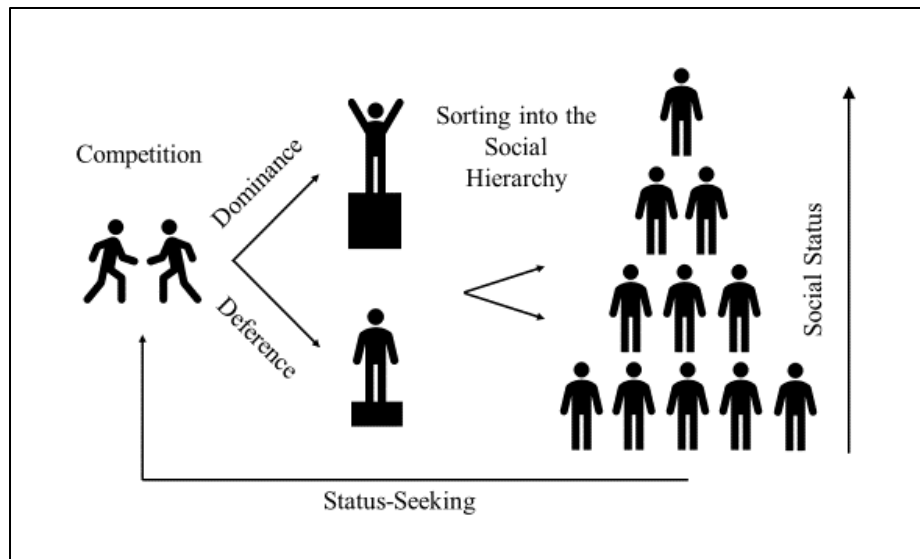 Competition
Dominance
Deference
Sorting into the
Social
Hierarchy
Social Status
Status-Seeking